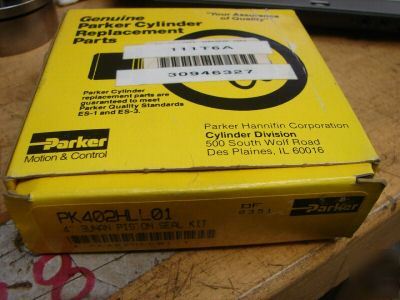 Genuine
Parker Cylinder
Replacement
Parts
"Your Assurance
of Quality"
111T6A
30946327
Parker Cylinder
replacement parts are
guaranteed to meet
Parker Quality Standards
ES-1 and ES-3.
Parker Hannifin Corporation
Cylinder Division
500 South Wolf Road
Des Plaines, IL 60016
Parker
Motion & Control
PK402HLL01
4" BUNAN PISTON SEAL KIT
DF
0351
Parker